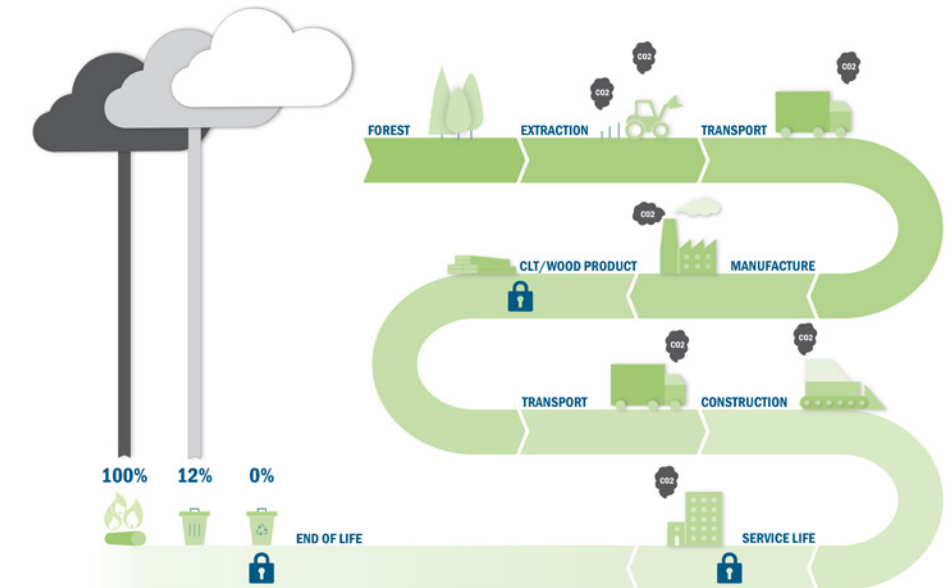 CO2
CO2
CO2
FOREST
EXTRACTION
TRANSPORT
CO2
CLT/WOOD PRODUCT
MANUFACTURE
CO2
CO2
TRANSPORT
CONSTRUCTION
100%
12%
0%
CO2
END OF LIFE
SERVICE LIFE